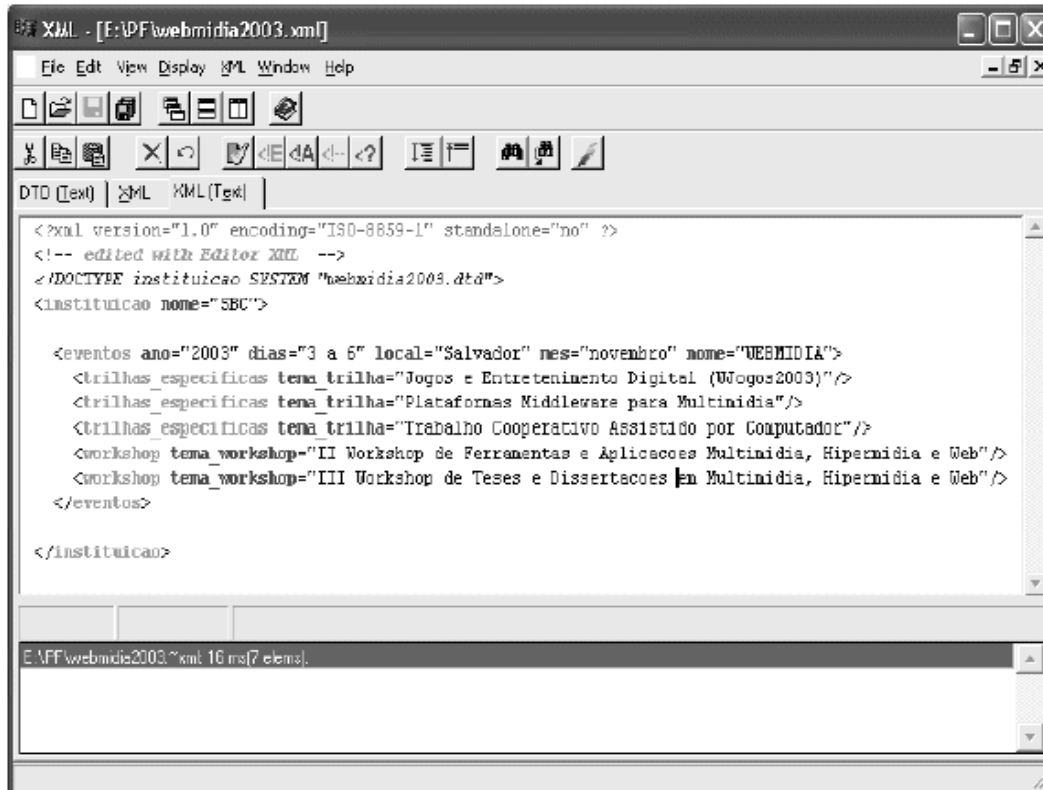 XML - [E:\PF\webmidia2003.xml]
File Edit View Display XML Window Help
DTD (Text) XML XML (Text)
<?xml version="1.0" encoding="ISO-8859-1" standalone="no" ?>
<!-- edited with Editor XML -->
<!DOCTYPE instituicao SYSTEM "webmidia2003.dtd">
<instituicao nome="SBC">
<eventos ano="2003" dias="3 a 6" local="Salvador" mes="novembro" nome="WEBMIDIA">
<trilhas_especificas tema_trilha="Jogos e Entretenimento Digital (WJogos2003)"/>
<trilhas_especificas tema_trilha="Plataformas Middleware para Multimidia"/>
<trilhas_especificas tema_trilha="Trabalho Cooperativo Assistido por Computador"/>
<workshop tema_workshop="II Workshop de Ferramentas e Aplicacoes Multimidia, Hipermidia e Web"/>
<workshop tema_workshop="III Workshop de Teses e Dissertacoes em Multimidia, Hipermidia e Web"/>
</eventos>
</instituicao>
E:\PF\webmidia2003.~xml: 16 ms(7 elems).